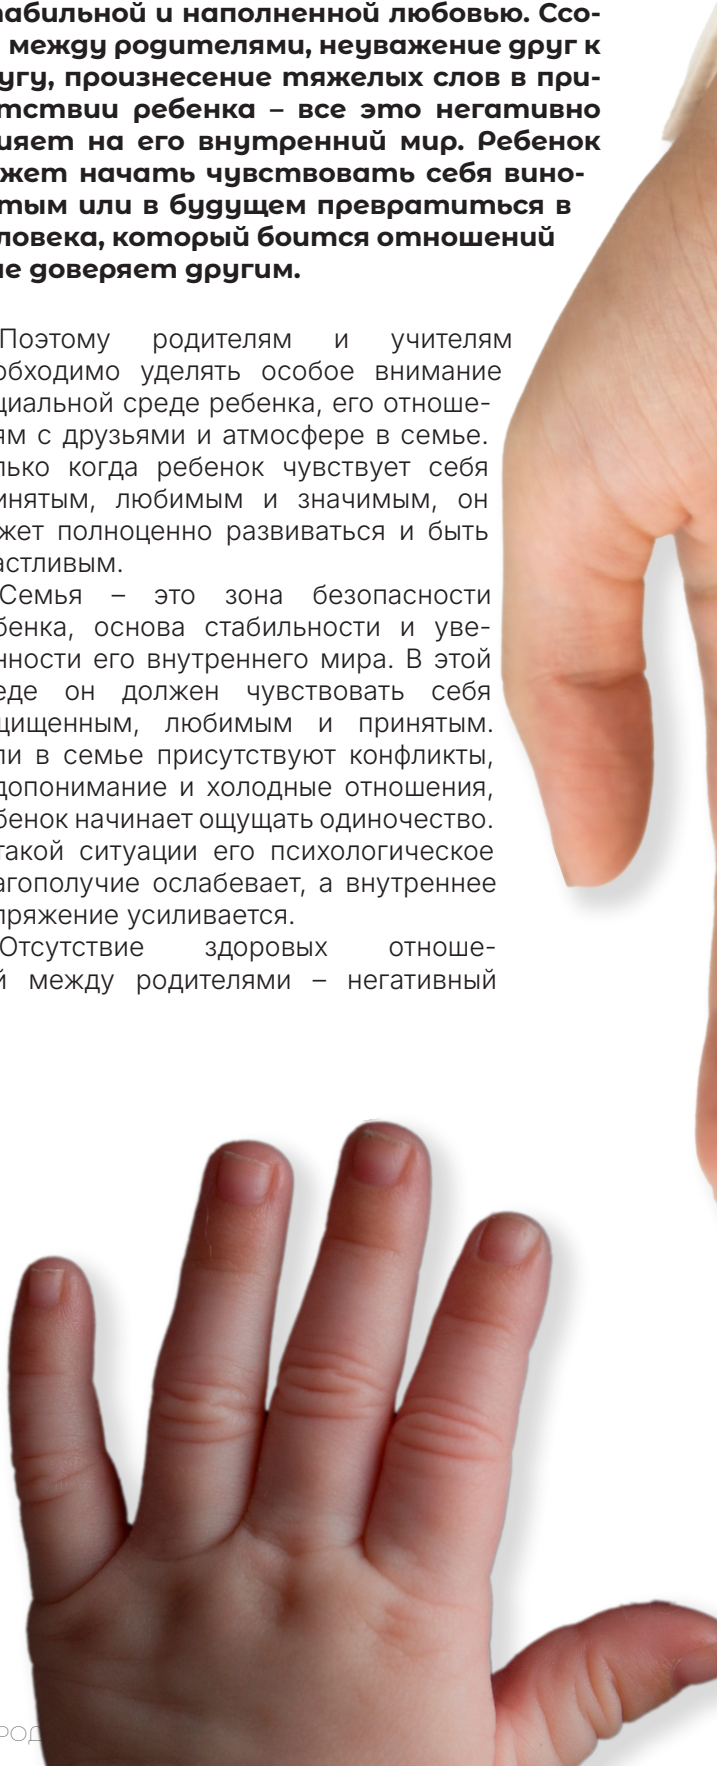 табильной и наполненной любовью. Ссо-
между родителями, неуважение друг к
угу, произнесение тяжелых слов в при-
тствии ребенка – все это негативно
ияет на его внутренний мир. Ребенок
жет начать чувствовать себя вино-
тым или в будущем превратиться в
ловека, который боится отношений
не доверяет другим.
Поэтому родителям и учителям
обходимо уделять особое внимание
циальной среде ребенка, его отноше-
ям с друзьями и атмосфере в семье.
лько когда ребенок чувствует себя
инятым, любимым и значимым, он
жет полноценно развиваться и быть
астливым.
Семья – это зона безопасности
бенка, основа стабильности и уве-
нности его внутреннего мира. В этой
еде он должен чувствовать себя
щищенным, любимым и принятым.
ли в семье присутствуют конфликты,
допонимание и холодные отношения,
бенок начинает ощущать одиночество.
такой ситуации его психологическое
агополучие ослабевает, а внутреннее
пряжение усиливается.
Отсутствие здоровых отноше-
й между родителями – негативный
РОД